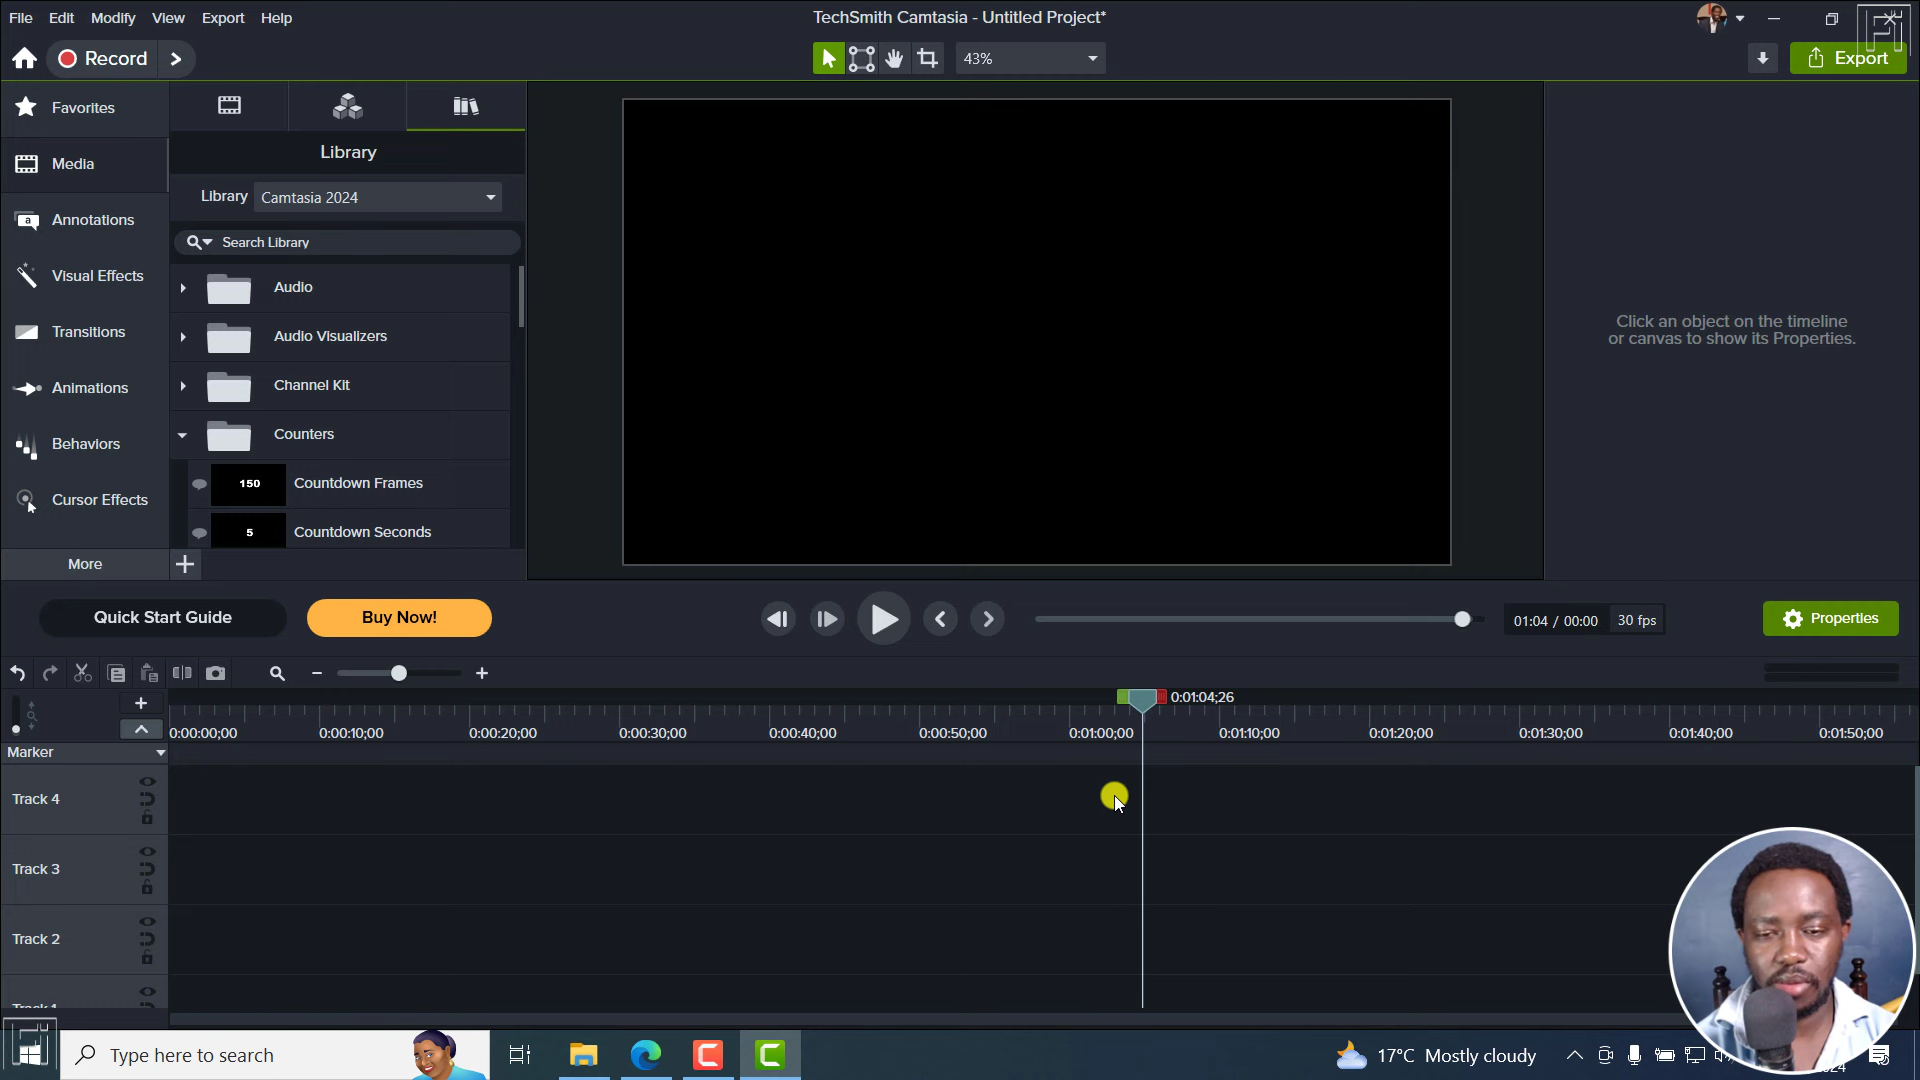 File Edit Modify View Export Help
TechSmith Camtasia - Untitled Project*
Record
43%
Export
Favorites
Media
Annotations
Visual Effects
Transitions
Animations
Behaviors
Cursor Effects
More
Library
Library Camtasia 2024
Search Library
Audio
Audio Visualizers
Channel Kit
Counters
150 Countdown Frames
5 Countdown Seconds
Click an object on the timeline
or canvas to show its Properties.
Quick Start Guide
Buy Now!
01:04 / 00:00 30 fps
Properties
0:01:04;26
0:00:00;00 0:00:10;00 0:00:20;00 0:00:30;00 0:00:40;00 0:00:50;00 0:01:00;00 0:01:10;00 0:01:20;00 0:01:30;00 0:01:40;00 0:01:50;00
Marker
Track 4
Track 3
Track 2
Track 1
Type here to search
17°C Mostly cloudy